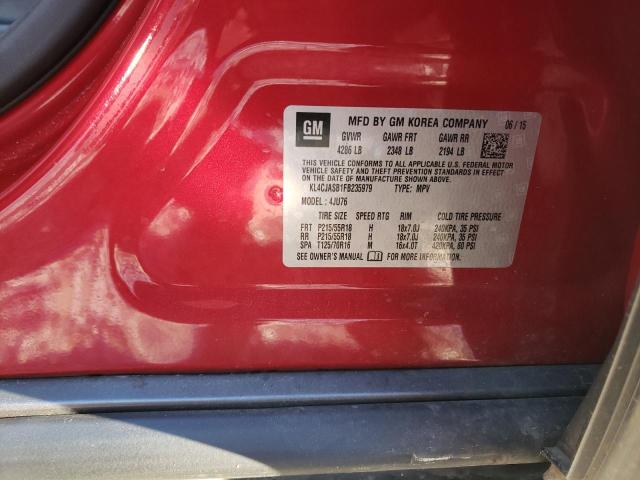 GM
MFD BY GM KOREA COMPANY 06/15
GVWR GAWR FRT GAWR RR
4286 LB 2348 LB 2194 LB
THIS VEHICLE CONFORMS TO ALL APPLICABLE U.S. FEDERAL MOTOR
VEHICLE SAFETY AND THEFT PREVENTION STANDARDS IN EFFECT
ON THE DATE OF MANUFACTURE SHOWN ABOVE.
KL4CJASB1FB235979 TYPE: MPV
MODEL: 4JU76
TIRE SIZE SPEED RTG RIM COLD TIRE PRESSURE
FRT P215/55R18 H 18x7.0J 240KPA, 35 PSI
RR P215/55R18 H 18x7.0J 240KPA, 35 PSI
SPA T125/70R16 M 16x4.0T 420KPA, 60 PSI
SEE OWNER'S MANUAL FOR MORE INFORMATION.